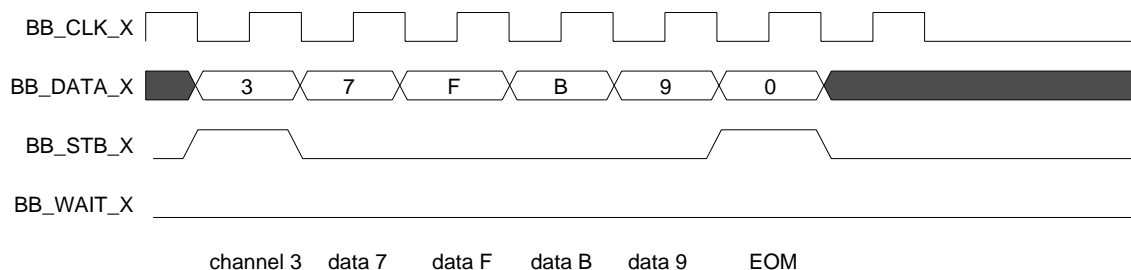 BB_CLK_X
BB_DATA_X 3 7 F B 9 0
BB_STB_X
BB_WAIT_X
channel 3 data 7 data F data B data 9 EOM